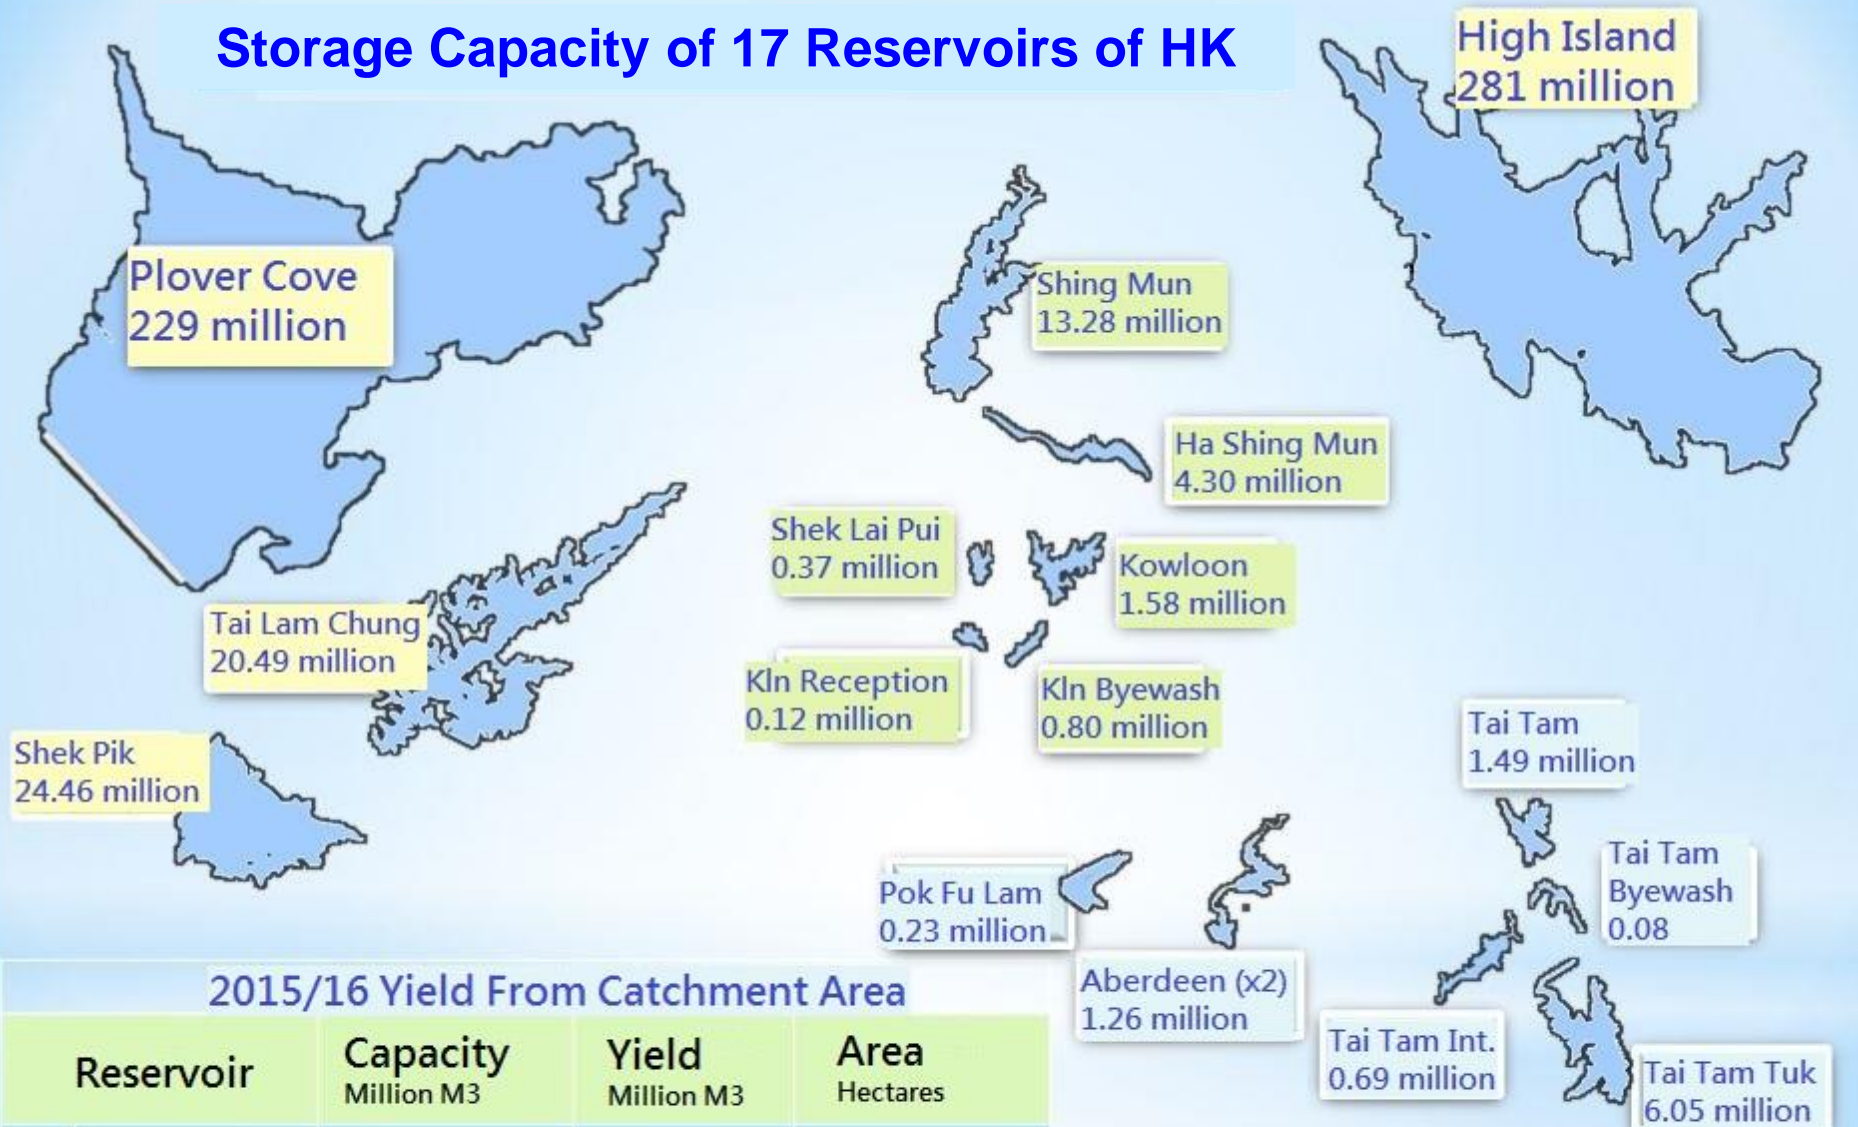 Storage Capacity of 17 Reservoirs of HK
High Island
281 million
Plover Cove
229 million
Shing Mun
13.28 million
Ha Shing Mun
4.30 million
Shek Lai Pui
0.37 million
Kowloon
1.58 million
Tai Lam Chung
20.49 million
Kln Reception
0.12 million
Kln Byewash
0.80 million
Shek Pik
24.46 million
Tai Tam
1.49 million
Tai Tam
Byewash
0.08
Pok Fu Lam
0.23 million
Aberdeen (x2)
1.26 million
Tai Tam Int.
0.69 million
Tai Tam Tuk
6.05 million
2015/16 Yield From Catchment Area
Reservoir
Capacity
Million M3
Yield
Million M3
Area
Hectares